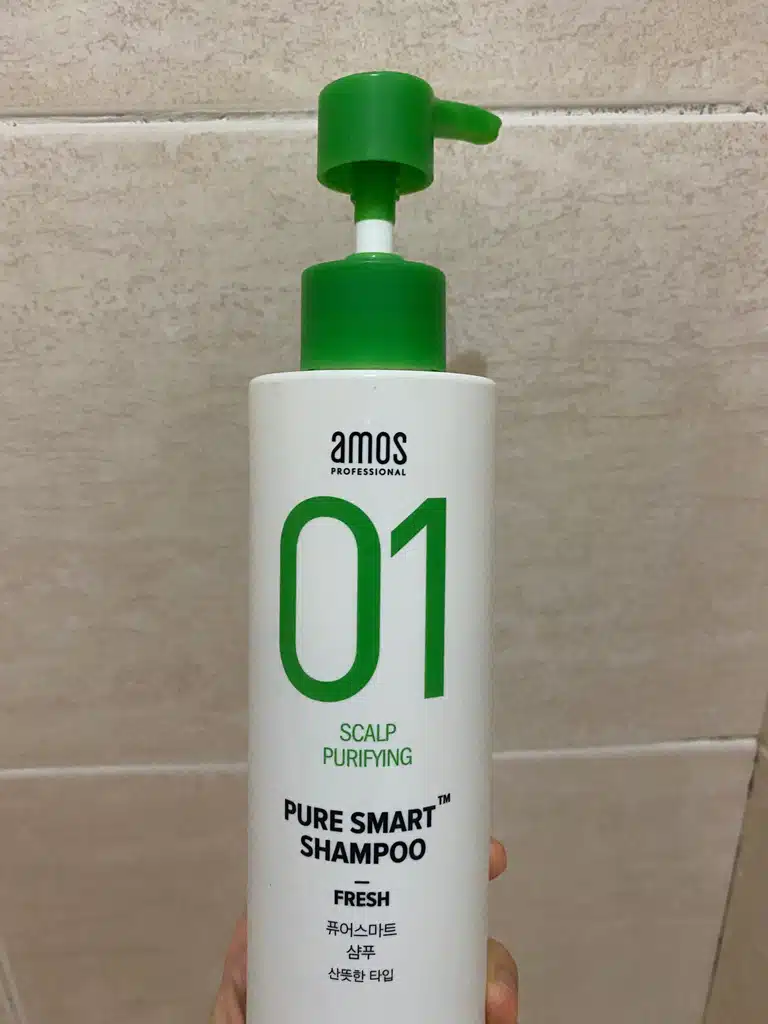 amos
PROFESSIONAL
01
SCALP
PURIFYING
PURE SMART™
SHAMPOO
FRESH
퓨어스마트
샴푸
산뜻한 타입